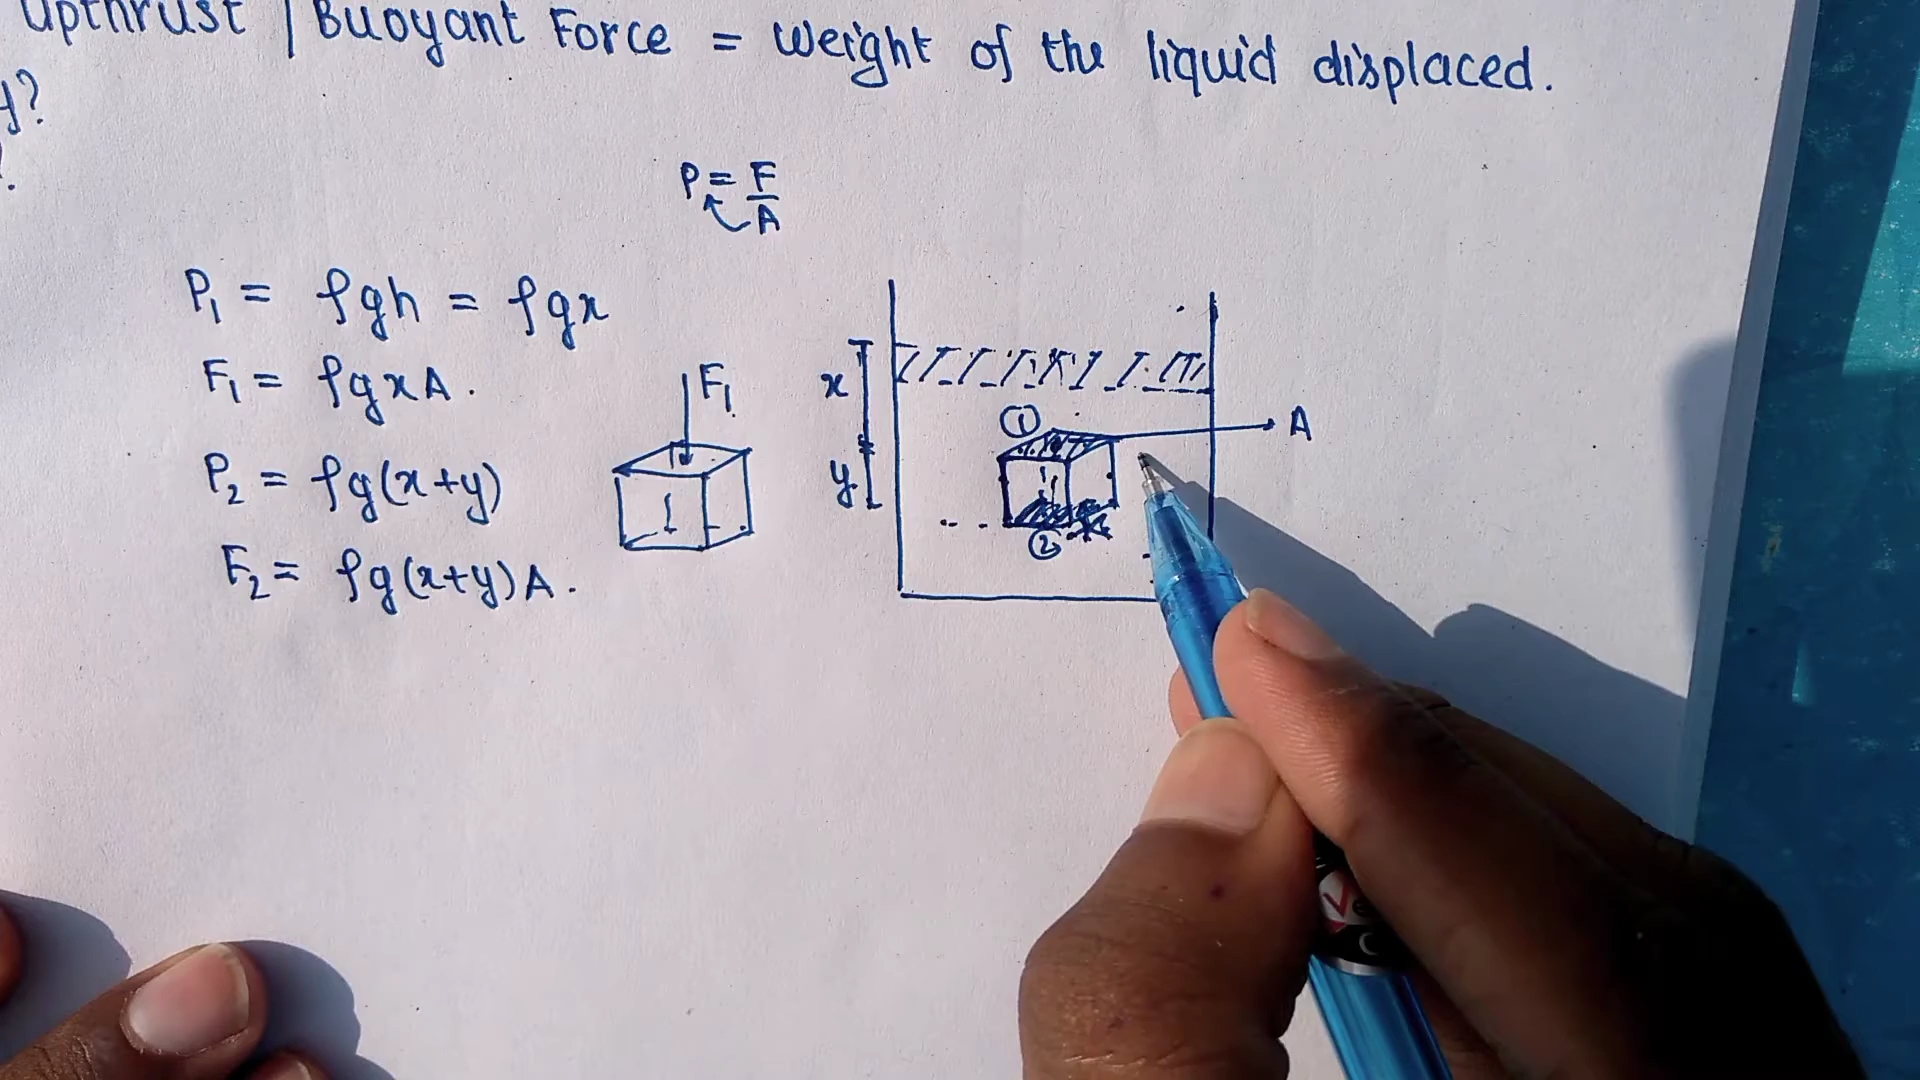 Upthrust / Buoyant Force = Weight of the liquid displaced.
y?
P = F/A
P₁ = ρgh = ρgx
F₁ = ρgxA.
P₂ = ρg(x+y)
F₂ = ρg(x+y)A.
F₁
x
y
①
②
A